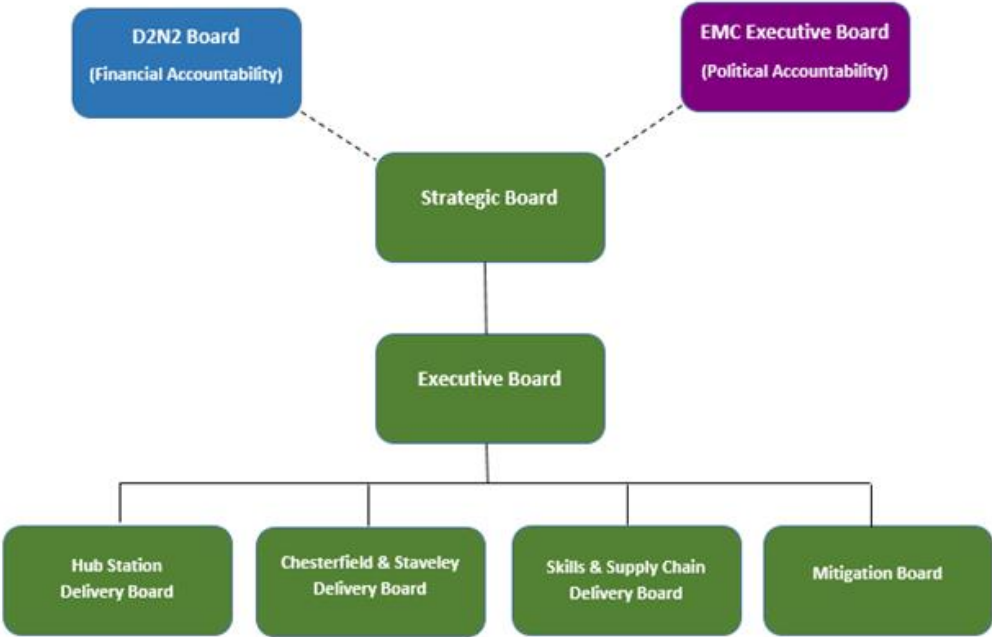 D2N2 Board
(Financial Accountability)
EMC Executive Board
(Political Accountability)
Strategic Board
Executive Board
Hub Station
Delivery Board
Chesterfield & Staveley
Delivery Board
Skills & Supply Chain
Delivery Board
Mitigation Board